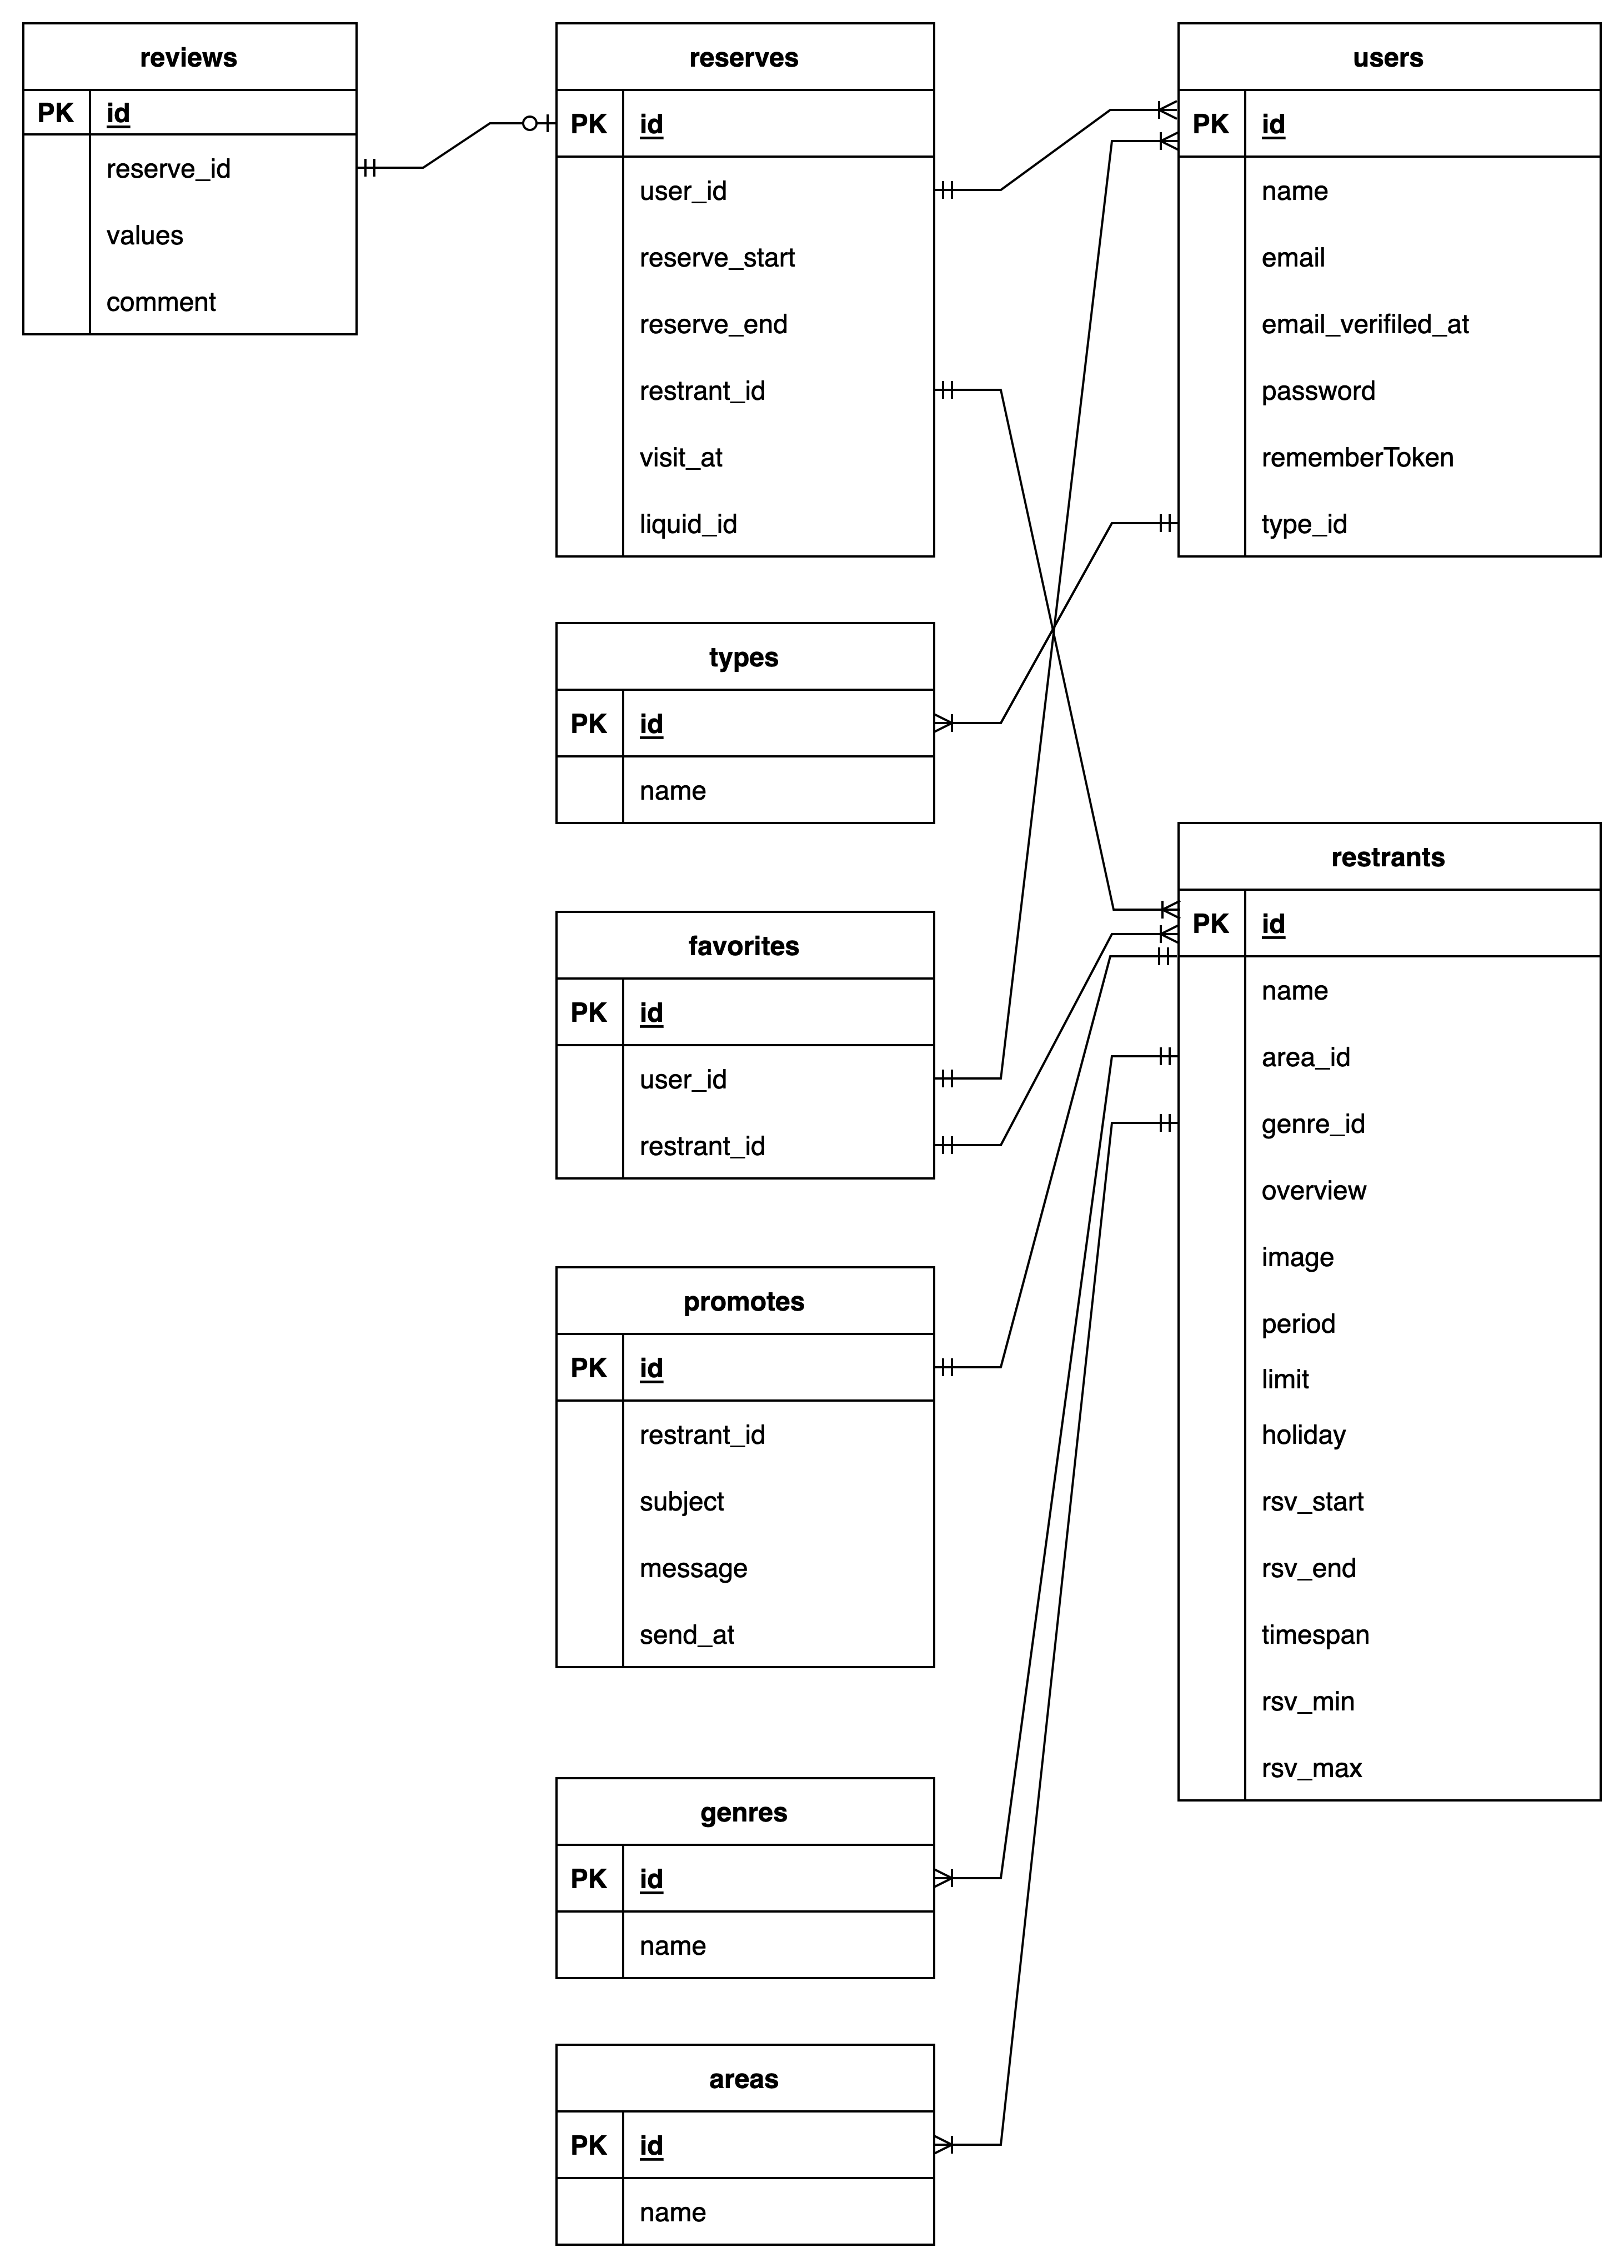 reviews
PK id
reserve_id
values
comment
reserves
PK id
user_id
reserve_start
reserve_end
restrant_id
visit_at
liquid_id
users
PK id
name
email
email_verifiled_at
password
rememberToken
type_id
types
PK id
name
favorites
PK id
user_id
restrant_id
restrants
PK id
name
area_id
genre_id
overview
image
period
limit
holiday
rsv_start
rsv_end
timespan
rsv_min
rsv_max
promotes
PK id
restrant_id
subject
message
send_at
genres
PK id
name
areas
PK id
name